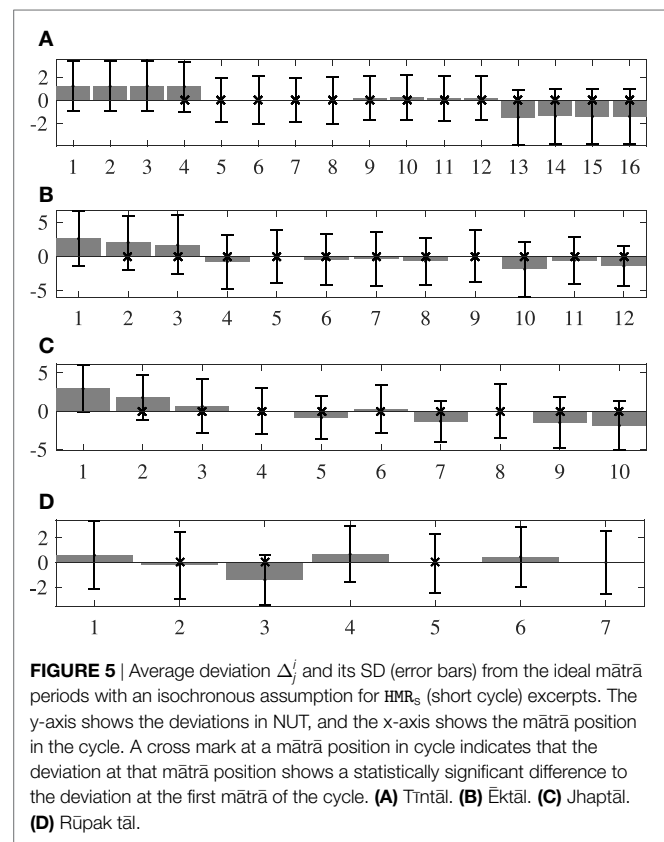 A
2
0
-2
1 2 3 4 5 6 7 8 9 10 11 12 13 14 15 16
B
5
0
-5
1 2 3 4 5 6 7 8 9 10 11 12
C
5
0
-5
1 2 3 4 5 6 7 8 9 10
D
2
0
-2
1 2 3 4 5 6 7
FIGURE 5 | Average deviation Δⁱⱼ and its SD (error bars) from the ideal mātrā
periods with an isochronous assumption for HMRₛ (short cycle) excerpts. The
y-axis shows the deviations in NUT, and the x-axis shows the mātrā position
in the cycle. A cross mark at a mātrā position in cycle indicates that the
deviation at that mātrā position shows a statistically significant difference to
the deviation at the first mātrā of the cycle. (A) Tīntāl. (B) Ēktāl. (C) Jhaptāl.
(D) Rūpak tāl.